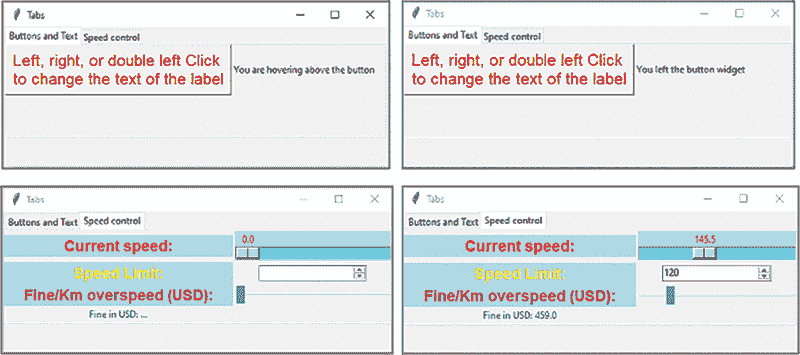 Tabs
Buttons and Text Speed control
Left, right, or double left Click
to change the text of the label
You are hovering above the button
Tabs
Buttons and Text Speed control
Left, right, or double left Click
to change the text of the label
You left the button widget
Tabs
Buttons and Text Speed control
Current speed:
0.0
Speed Limit:
Fine/Km overspeed (USD):
Fine in USD: ...
Tabs
Buttons and Text Speed control
Current speed:
145.5
Speed Limit:
120
Fine/Km overspeed (USD):
Fine in USD: 459.0